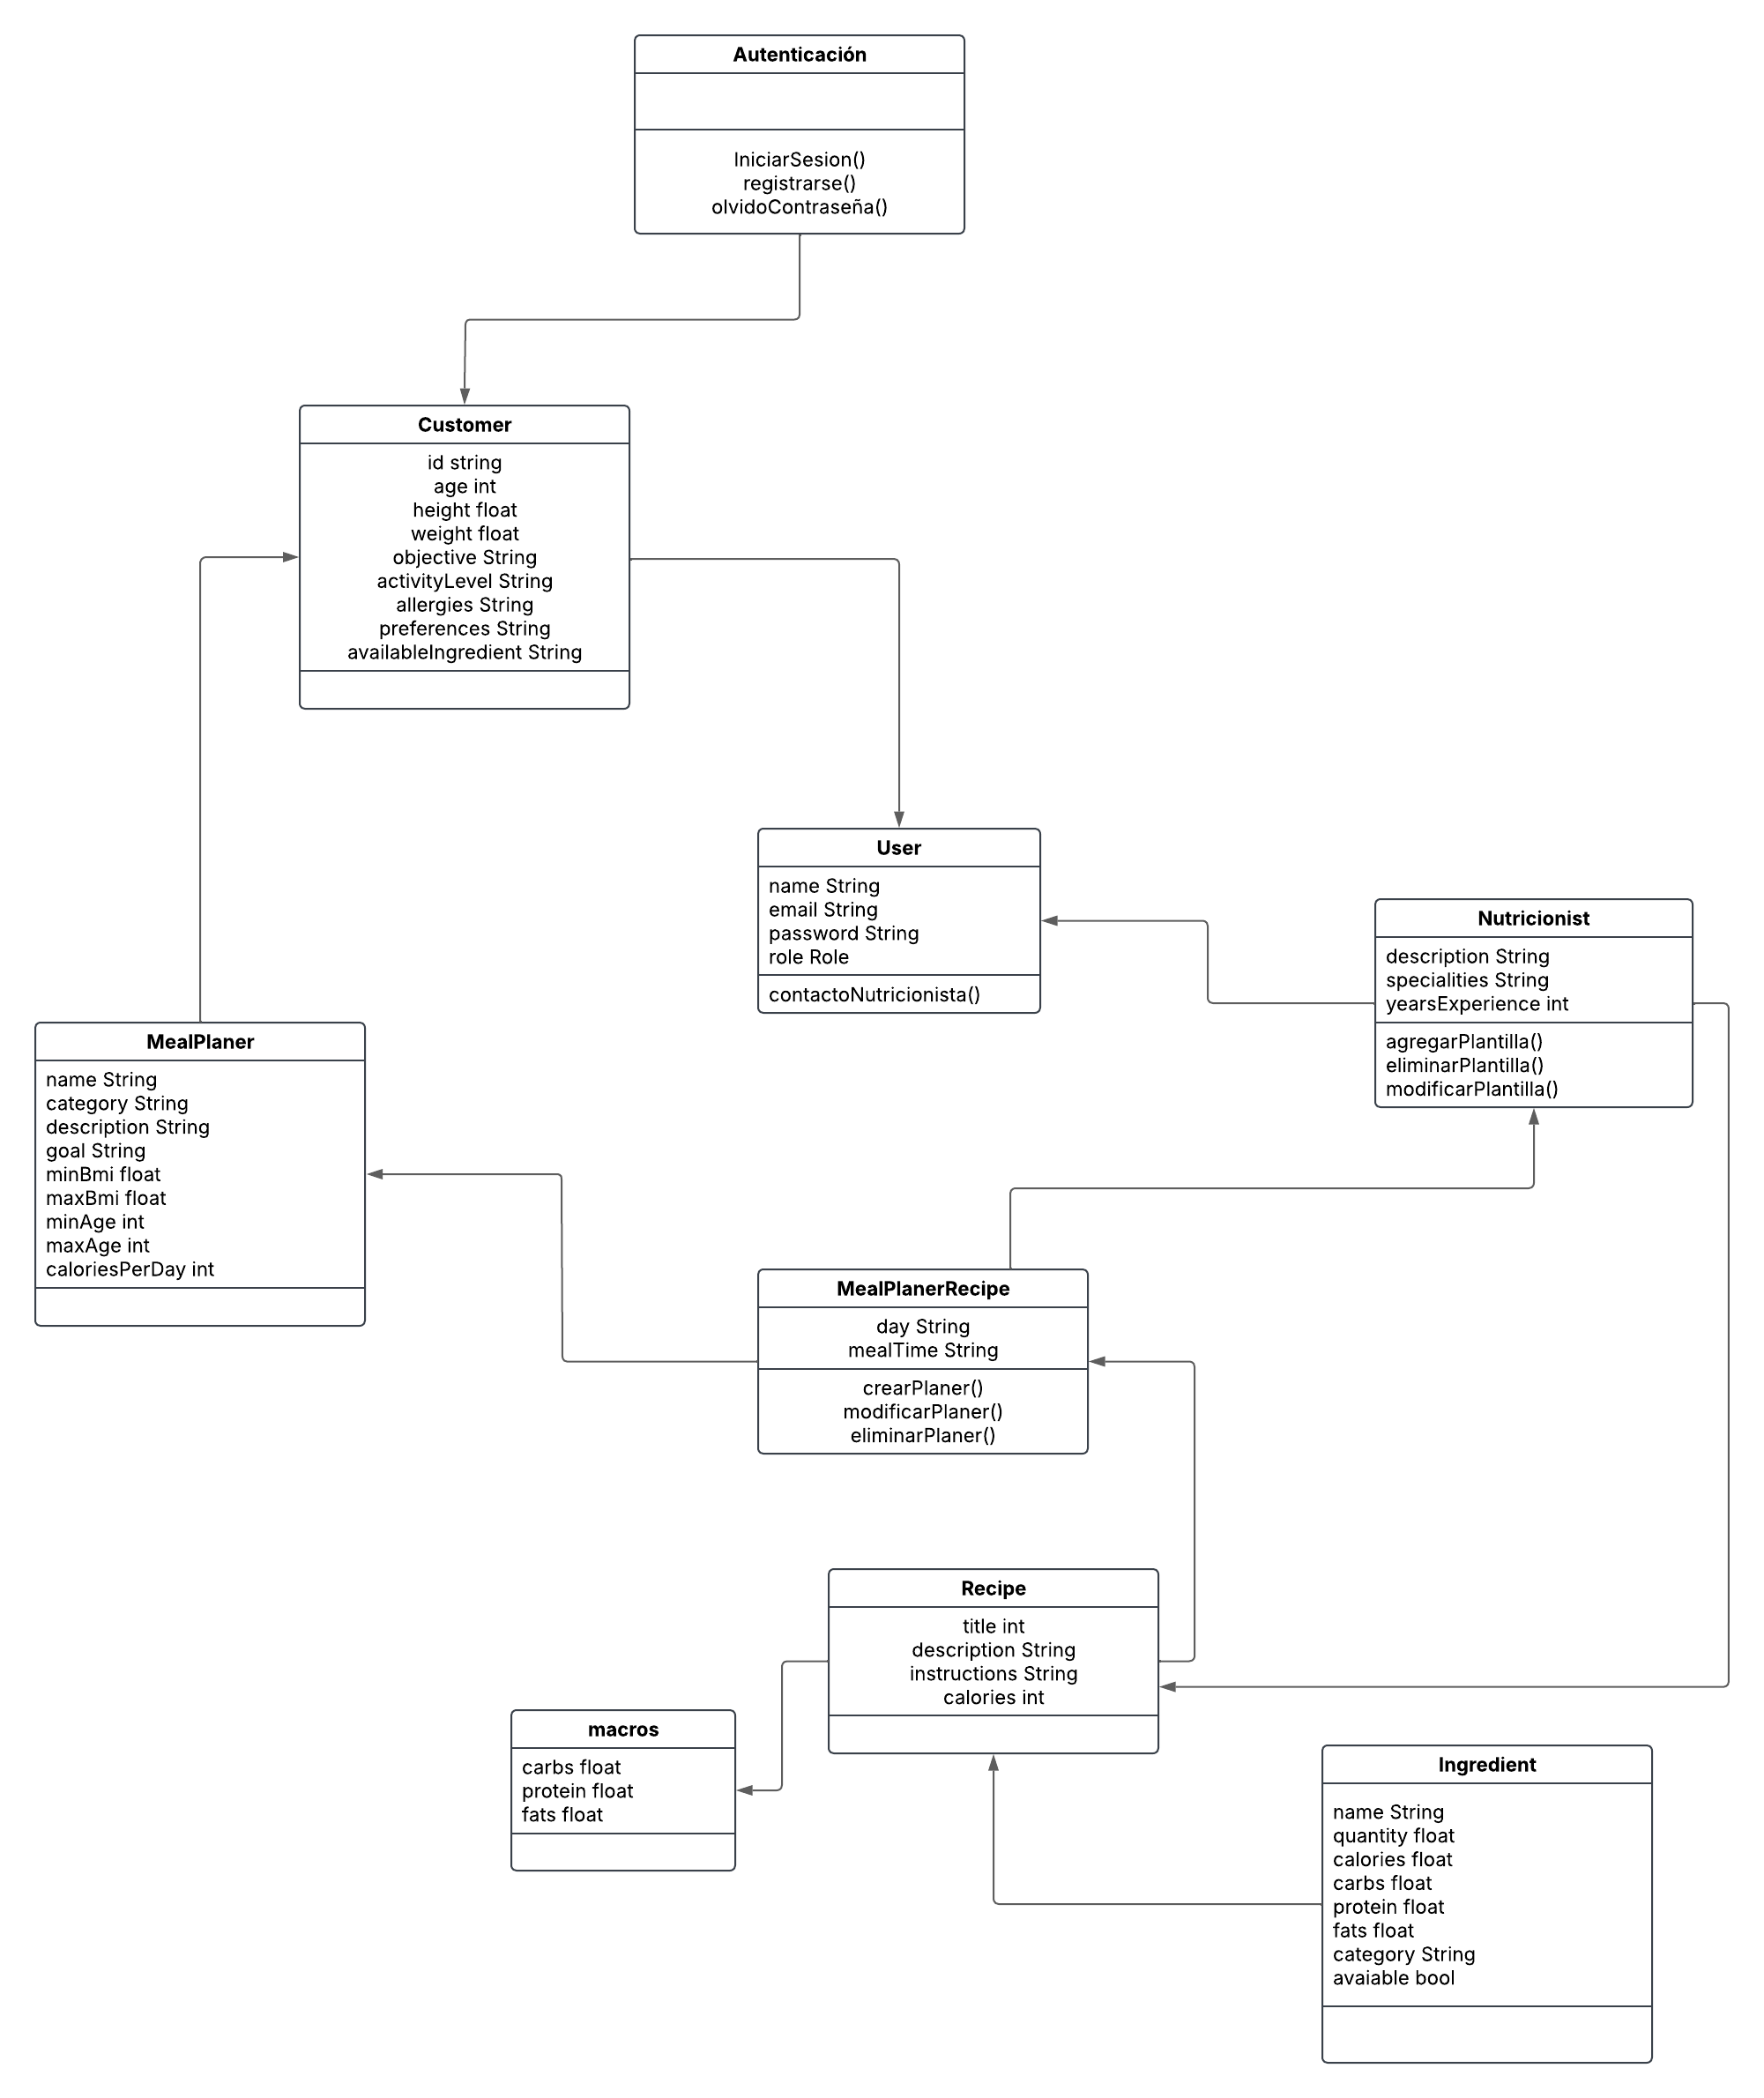 Autenticación
IniciarSesion()
registrarse()
olvidoContraseña()
Customer
id string
age int
height float
weight float
objective String
activityLevel String
allergies String
preferences String
availableIngredient String
User
name String
email String
password String
role Role
contactoNutricionista()
Nutricionist
description String
specialities String
yearsExperience int
agregarPlantilla()
eliminarPlantilla()
modificarPlantilla()
MealPlaner
name String
category String
description String
goal String
minBmi float
maxBmi float
minAge int
maxAge int
caloriesPerDay int
MealPlanerRecipe
day String
mealTime String
crearPlaner()
modificarPlaner()
eliminarPlaner()
Recipe
title int
description String
instructions String
calories int
macros
carbs float
protein float
fats float
Ingredient
name String
quantity float
calories float
carbs float
protein float
fats float
category String
avaiable bool